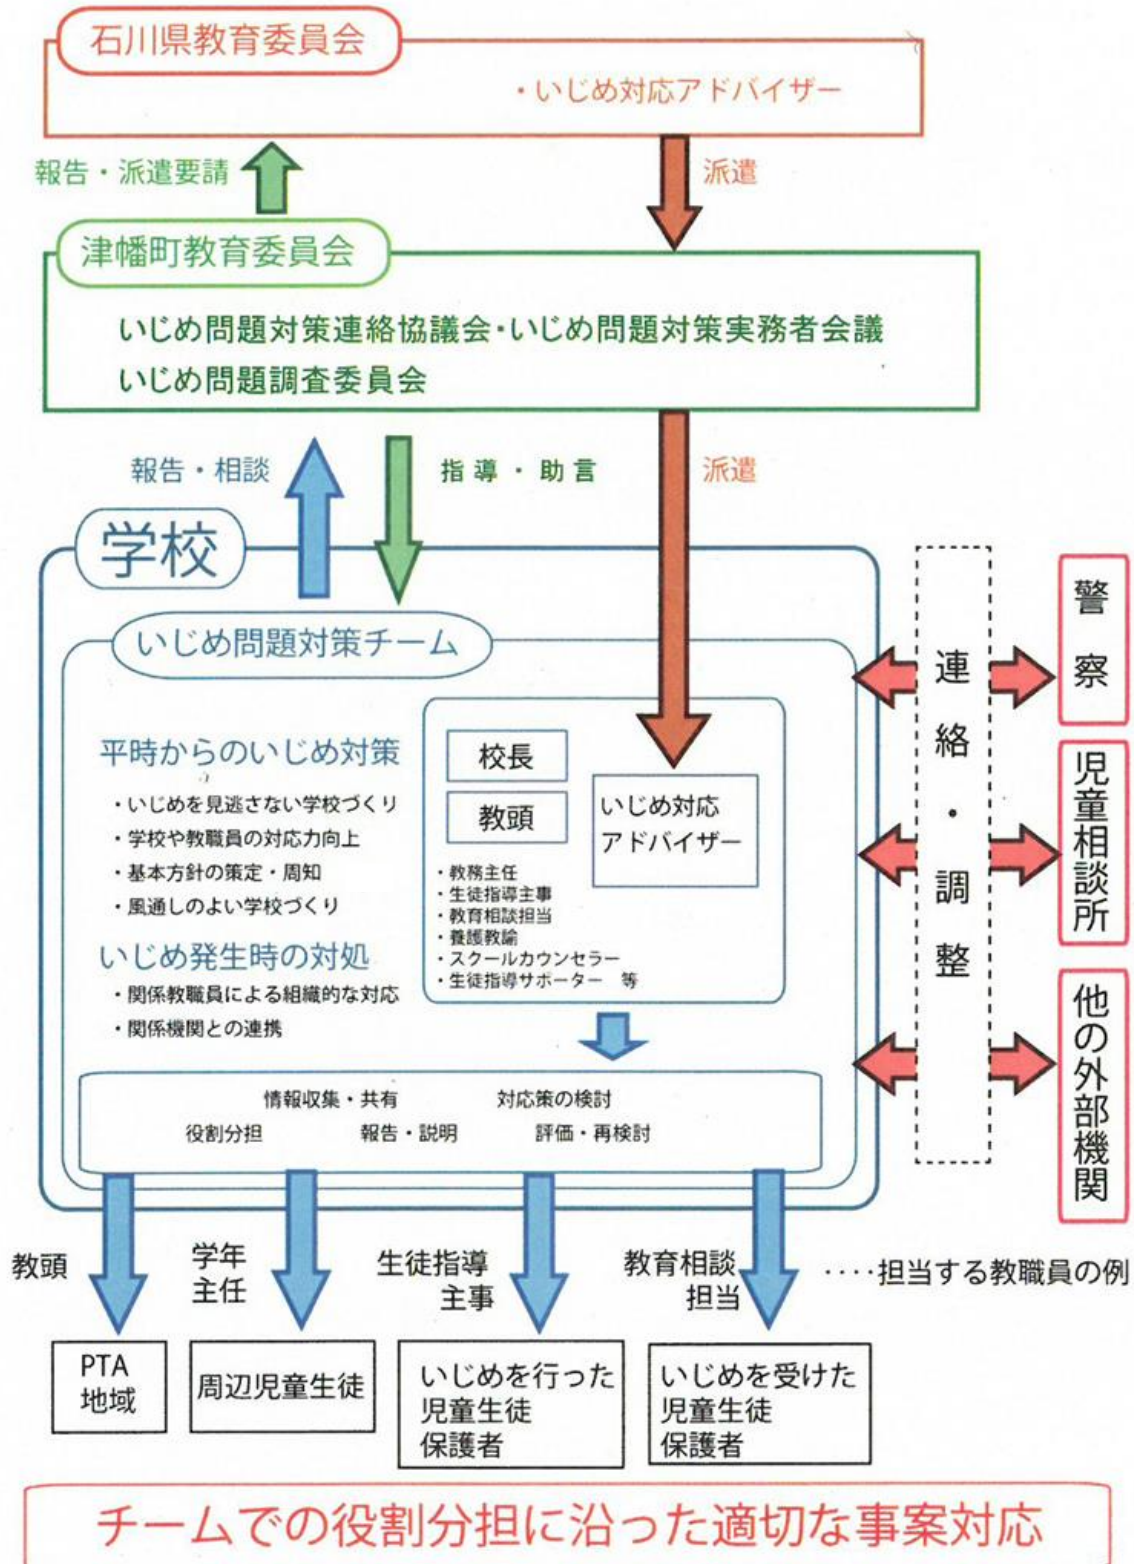 石川県教育委員会
・いじめ対応アドバイザー
報告・派遣要請
派遣
津幡町教育委員会
いじめ問題対策連絡協議会・いじめ問題対策実務者会議
いじめ問題調査委員会
報告・相談
指導・助言
派遣
学校
いじめ問題対策チーム
平時からのいじめ対策
・いじめを見逃さない学校づくり
・学校や教職員の対応力向上
・基本方針の策定・周知
・風通しのよい学校づくり
いじめ発生時の対処
・関係教職員による組織的な対応
・関係機関との連携
校長
教頭
・教務主任
・生徒指導主事
・教育相談担当
・養護教諭
・スクールカウンセラー
・生徒指導サポーター 等
いじめ対応
アドバイザー
情報収集・共有 対応策の検討
役割分担 報告・説明 評価・再検討
連絡・調整
警察
児童相談所
他の外部機関
教頭
学年
主任
生徒指導
主事
教育相談
担当
‥‥担当する教職員の例
PTA
地域
周辺児童生徒
いじめを行った
児童生徒
保護者
いじめを受けた
児童生徒
保護者
チームでの役割分担に沿った適切な事案対応